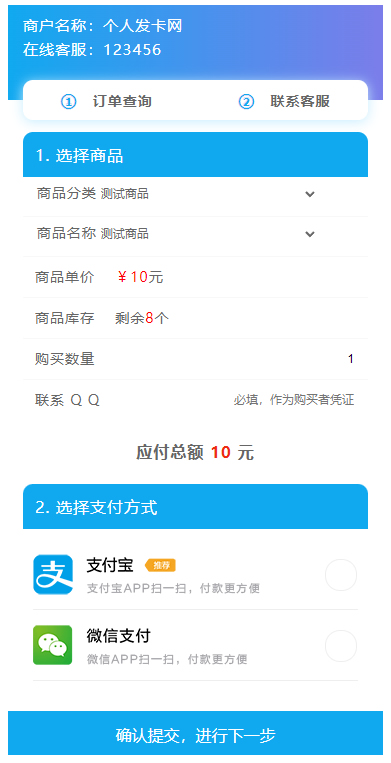 商户名称：个人发卡网
在线客服：123456
① 订单查询 ② 联系客服
1. 选择商品
商品分类 测试商品
商品名称 测试商品
商品单价 ￥10元
商品库存 剩余8个
购买数量 1
联系ＱＱ 必填，作为购买者凭证
应付总额 10 元
2. 选择支付方式
支付宝 推荐
支付宝APP扫一扫，付款更方便
微信支付
微信APP扫一扫，付款更方便
确认提交，进行下一步